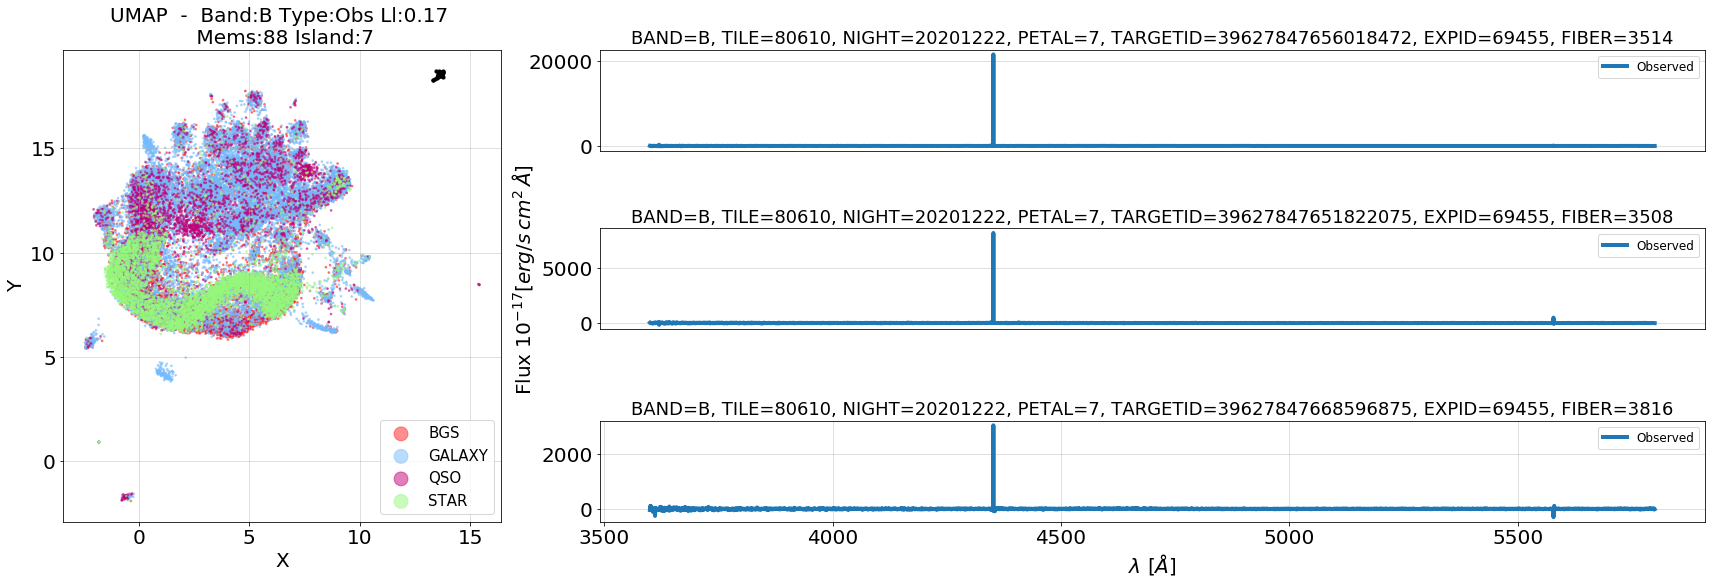 UMAP - Band:B Type:Obs Ll:0.17
Mems:88 Island:7
15
10
5
0
Y
0
5
10
15
X
BGS
GALAXY
QSO
STAR
Flux 10^{-17}[erg/s cm^2 Å]
BAND=B, TILE=80610, NIGHT=20201222, PETAL=7, TARGETID=39627847656018472, EXPID=69455, FIBER=3514
20000
0
Observed
BAND=B, TILE=80610, NIGHT=20201222, PETAL=7, TARGETID=39627847651822075, EXPID=69455, FIBER=3508
5000
0
Observed
BAND=B, TILE=80610, NIGHT=20201222, PETAL=7, TARGETID=39627847668596875, EXPID=69455, FIBER=3816
2000
0
Observed
3500
4000
4500
5000
5500
λ [Å]